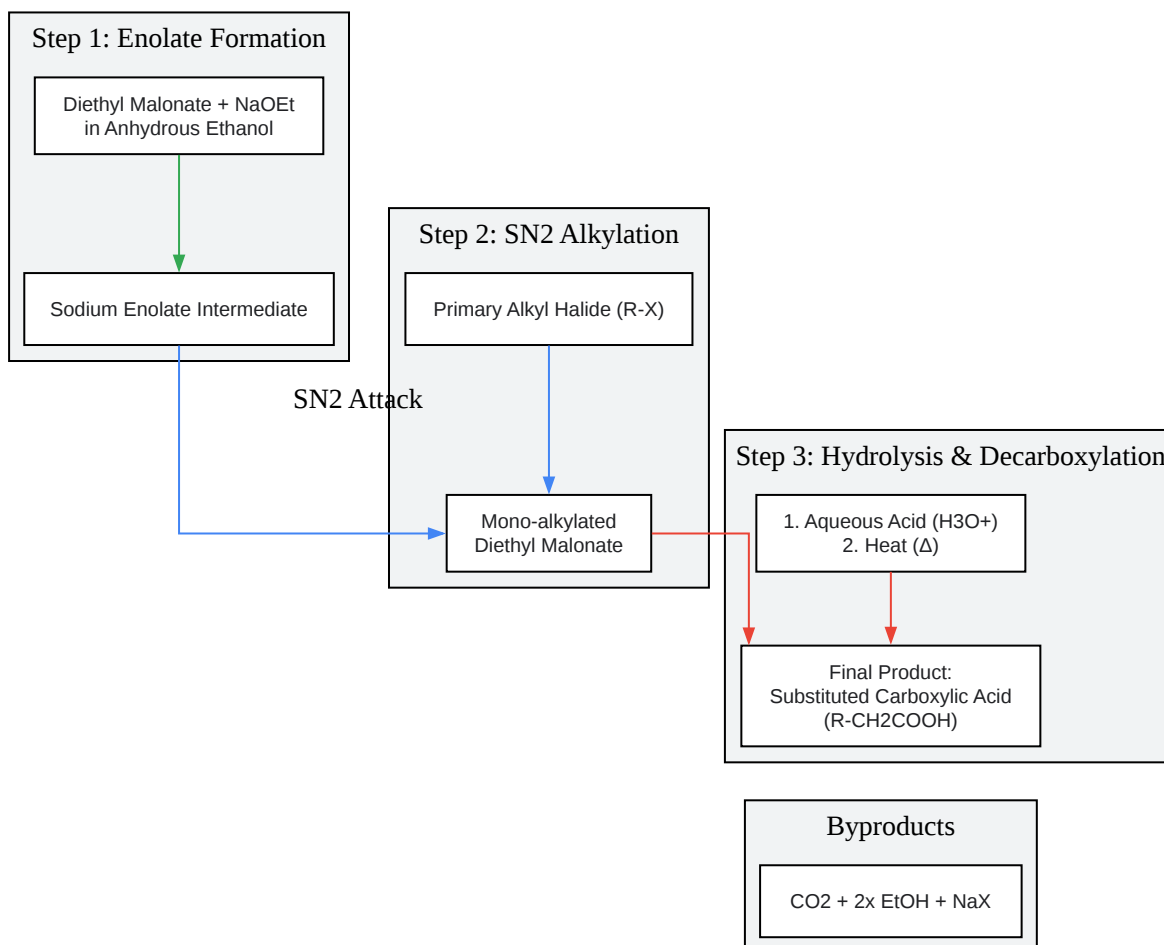 Step 1: Enolate Formation
Diethyl Malonate + NaOEt
in Anhydrous Ethanol
Sodium Enolate Intermediate
Step 2: SN2 Alkylation
Primary Alkyl Halide (R-X)
SN2 Attack
Mono-alkylated
Diethyl Malonate
Step 3: Hydrolysis & Decarboxylation
1. Aqueous Acid (H3O+)
2. Heat (Δ)
Final Product:
Substituted Carboxylic Acid
(R-CH2COOH)
Byproducts
CO2 + 2x EtOH + NaX